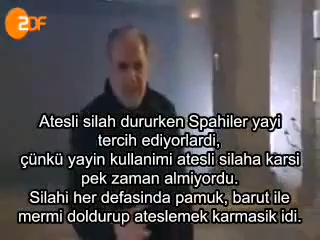 ZDF
Atesli silah dururken Spahiler yayi
tercih ediyorlardi,
çünkü yayin kullanimi atesli silaha karsi
pek zaman almiyordu.
Silahi her defasinda pamuk, barut ile
mermi doldurup ateslemek karmasik idi.